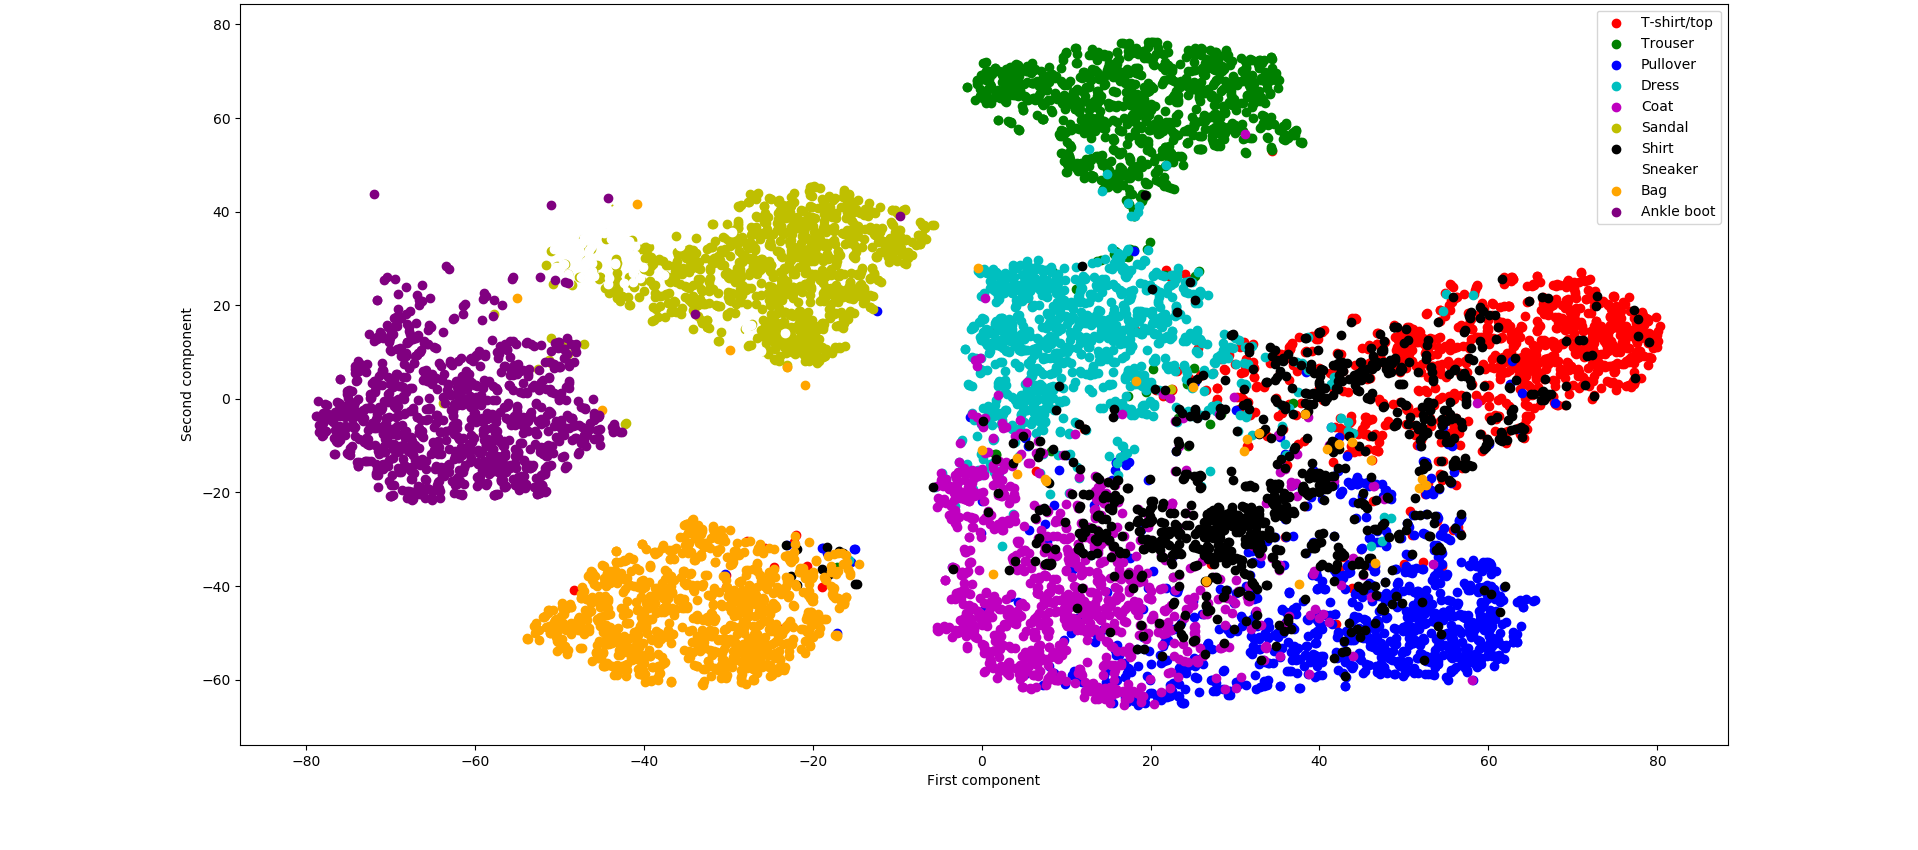 80
60
40
20
0
−20
−40
−60
Second component
−80
−60
−40
−20
0
20
40
60
80
First component
T-shirt/top
Trouser
Pullover
Dress
Coat
Sandal
Shirt
Sneaker
Bag
Ankle boot